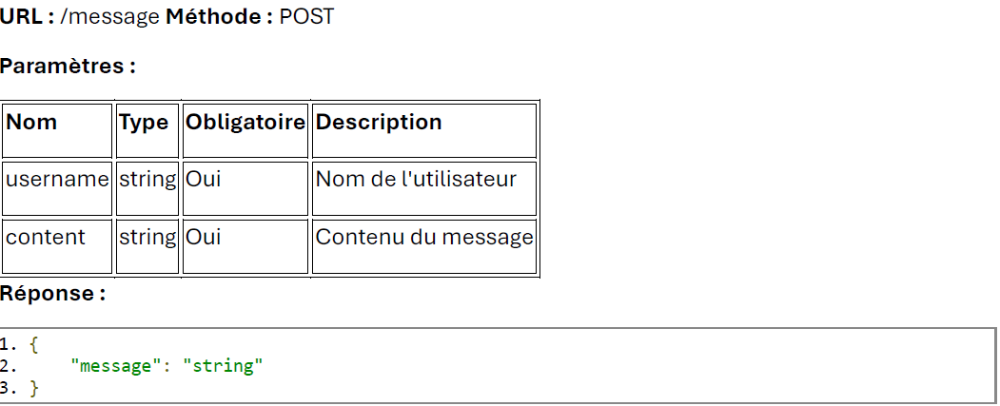 URL : /message Méthode : POST
Paramètres :
Nom Type Obligatoire Description
username string Oui Nom de l'utilisateur
content string Oui Contenu du message
Réponse :
1. {
2. "message": "string"
3. }